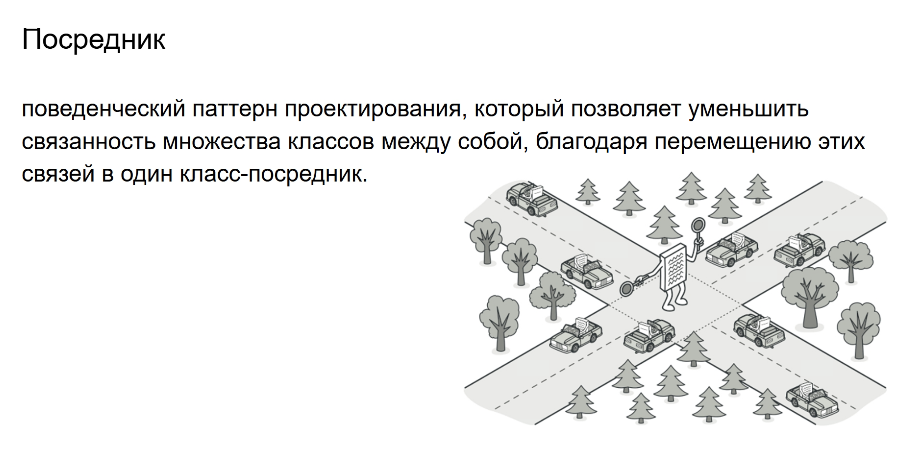 Посредник
поведенческий паттерн проектирования, который позволяет уменьшить
связанность множества классов между собой, благодаря перемещению этих
связей в один класс-посредник.